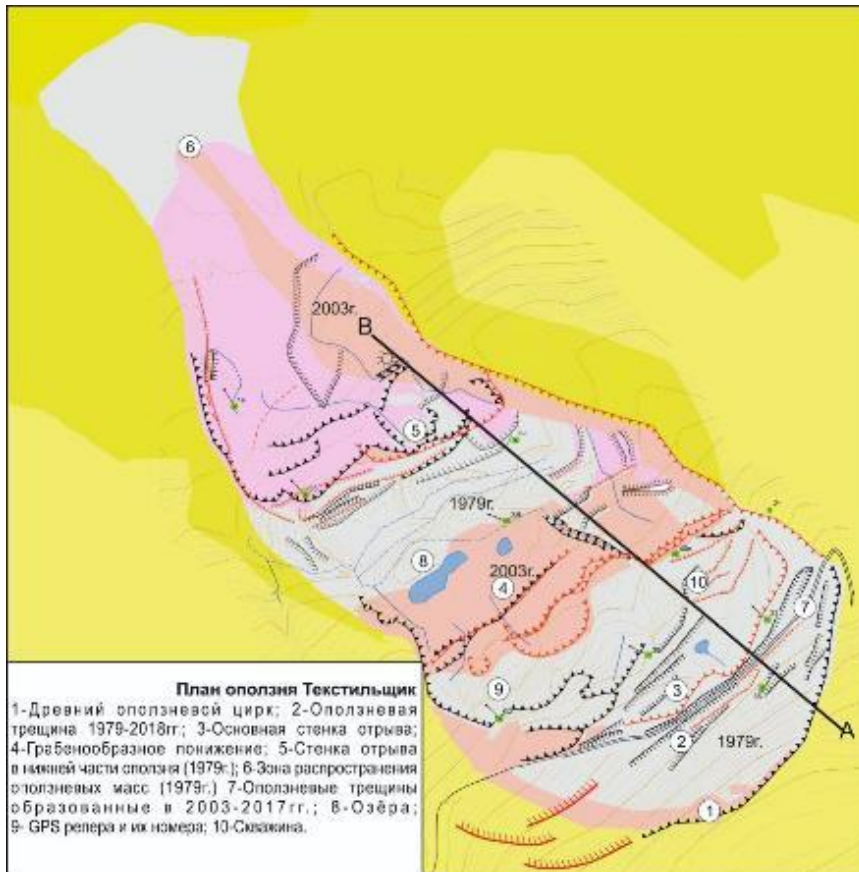 6
2003г.
В
5
1979г.
8
2003г.
4
10
7
9
3
2
1979г.
А
1
План оползня Текстильщик
1-Древний оползневой цирк; 2-Оползневая
трещина 1979-2018гг; 3-Основная стенка отрыва;
4-Грабенообразное понижение; 5-Стенка отрыва
в нижней части оползня (1979г.); 6-Зона распространения
оползневых масс (1979г.) 7-Оползневые трещины
образованные в 2003-2017гг.; 8-Озёра;
9- GPS репера и их номера; 10-Скважина.